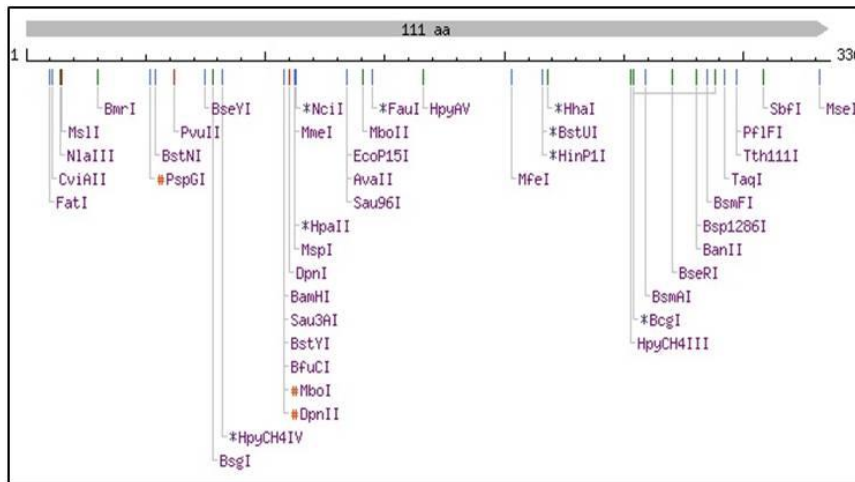 111 aa
1 336
BmrI BseYI *NciI *FauI HpyAV *HhaI SbfI MseI
MslI PvuII MmeI MboII *BstUI PflFI
NlaIII BstNI EcoP15I *HinP1I Tth111I
CviAII #PspGI AvaII MfeI TaqI
FatI Sau96I BsmFI
*HpaII Bsp1286I
MspI BanII
DpnI BseRI
BamHI BsmAI
Sau3AI *BcgI
BstYI HpyCH4III
BfuCI
#MboI
#DpnII
*HpyCH4IV
BsgI